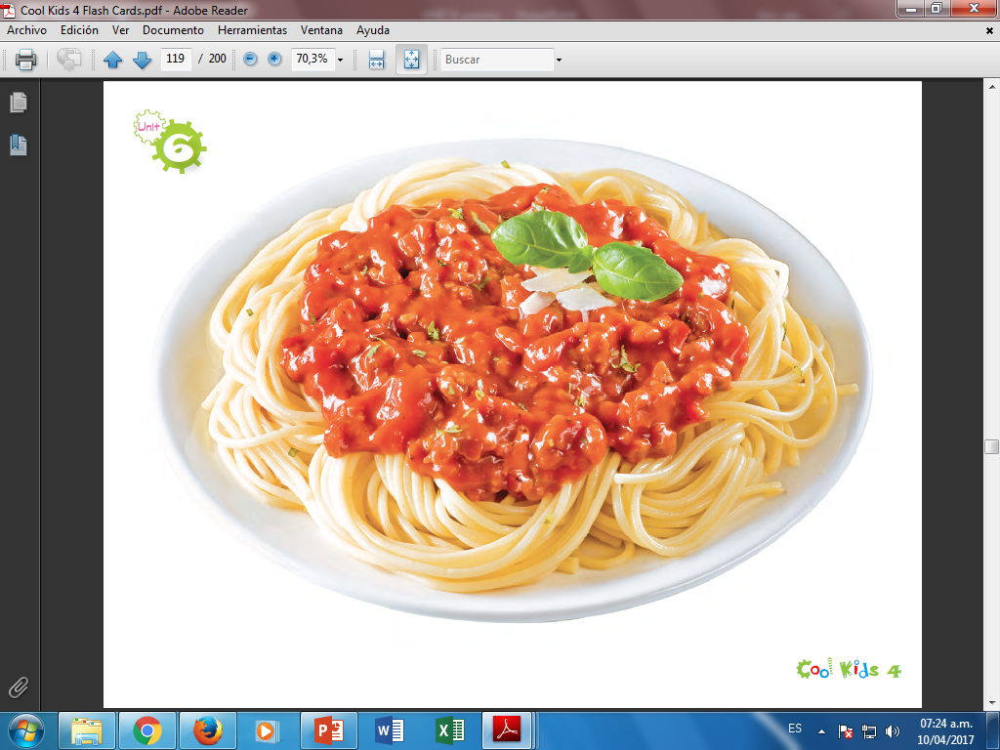 Cool Kids 4 Flash Cards.pdf - Adobe Reader
Archivo Edición Ver Documento Herramientas Ventana Ayuda
119 / 200 70,3% Buscar
Unit
6
Cool Kids 4
ES 07:24 a.m.
10/04/2017